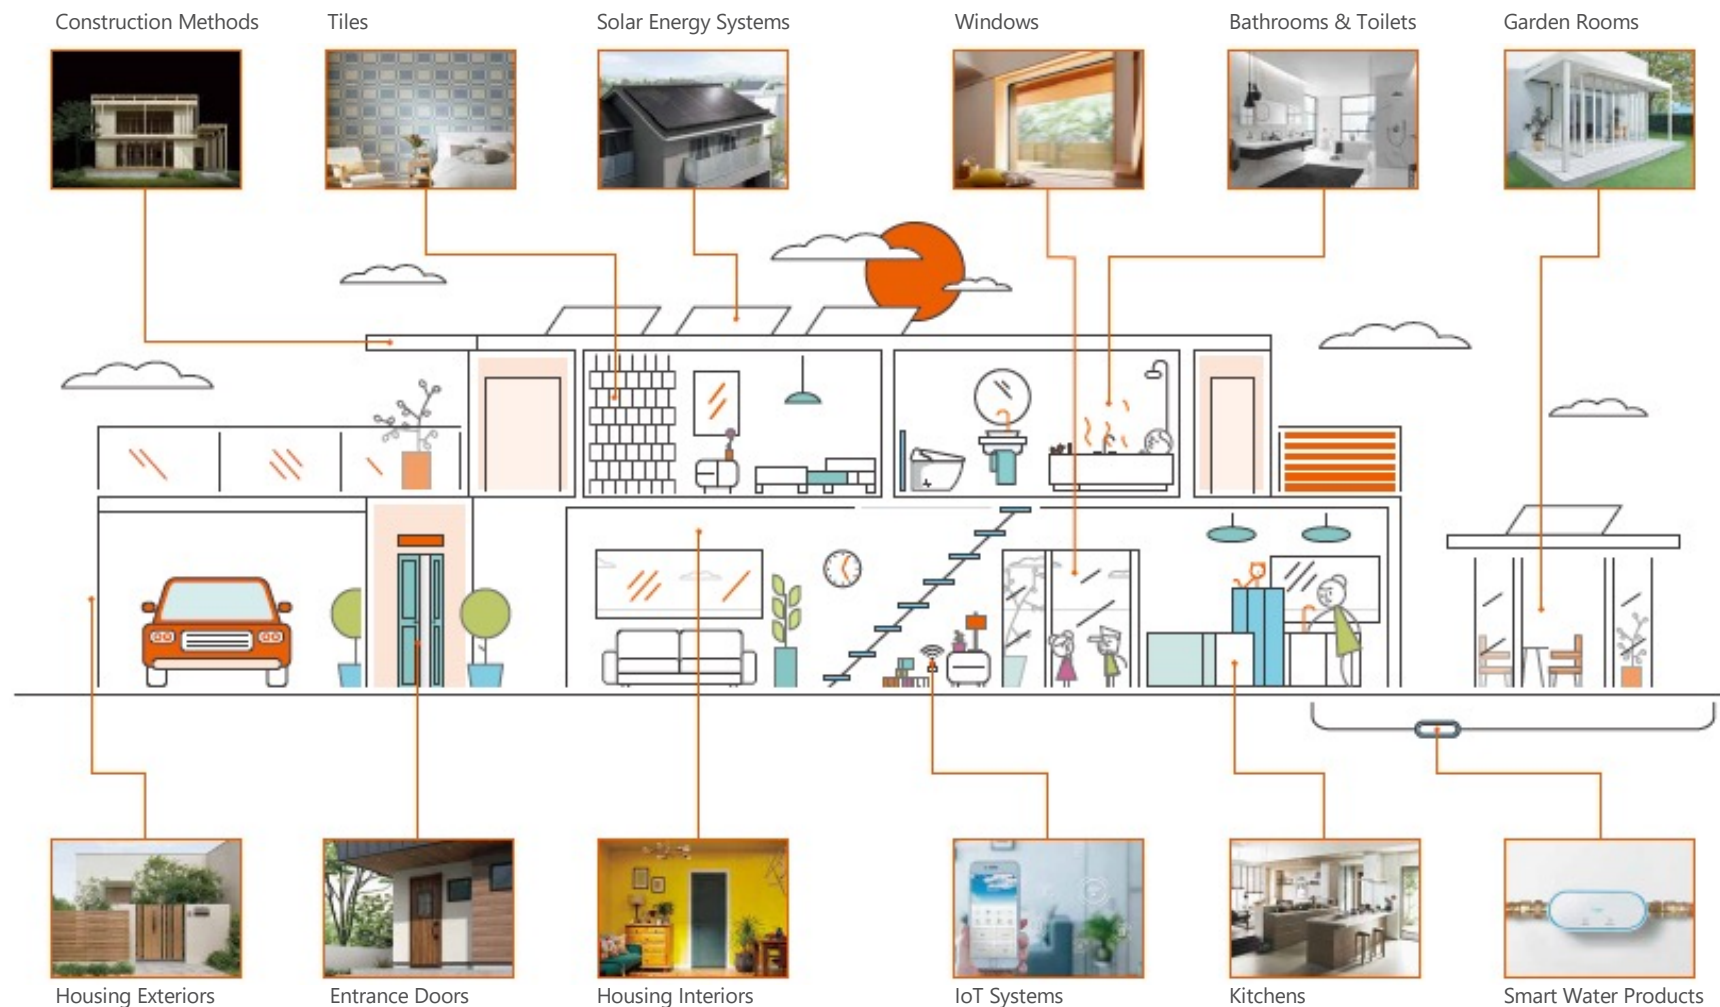 Construction Methods
Tiles
Solar Energy Systems
Windows
Bathrooms & Toilets
Garden Rooms
Housing Exteriors
Entrance Doors
Housing Interiors
IoT Systems
Kitchens
Smart Water Products